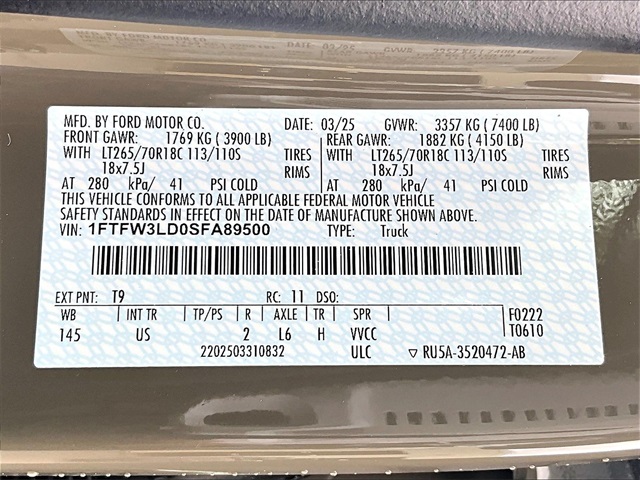 MFD. BY FORD MOTOR CO. DATE: 03/25 GVWR: 3357 KG ( 7400 LB)
FRONT GAWR: 1769 KG ( 3900 LB) REAR GAWR: 1882 KG ( 4150 LB)
WITH LT265/70R18C 113/110S TIRES WITH LT265/70R18C 113/110S TIRES
18x7.5J RIMS 18x7.5J RIMS
AT 280 kPa/ 41 PSI COLD AT 280 kPa/ 41 PSI COLD
THIS VEHICLE CONFORMS TO ALL APPLICABLE FEDERAL MOTOR VEHICLE
SAFETY STANDARDS IN EFFECT ON THE DATE OF MANUFACTURE SHOWN ABOVE.
VIN: 1FTFW3LD0SFA89500 TYPE: Truck
EXT PNT: T9 RC: 11 DSO:
WB INT TR TP/PS R AXLE TR SPR F0222
145 US 2 L6 H VVCC T0610
2202503310832 ULC ▽ RU5A-3520472-AB